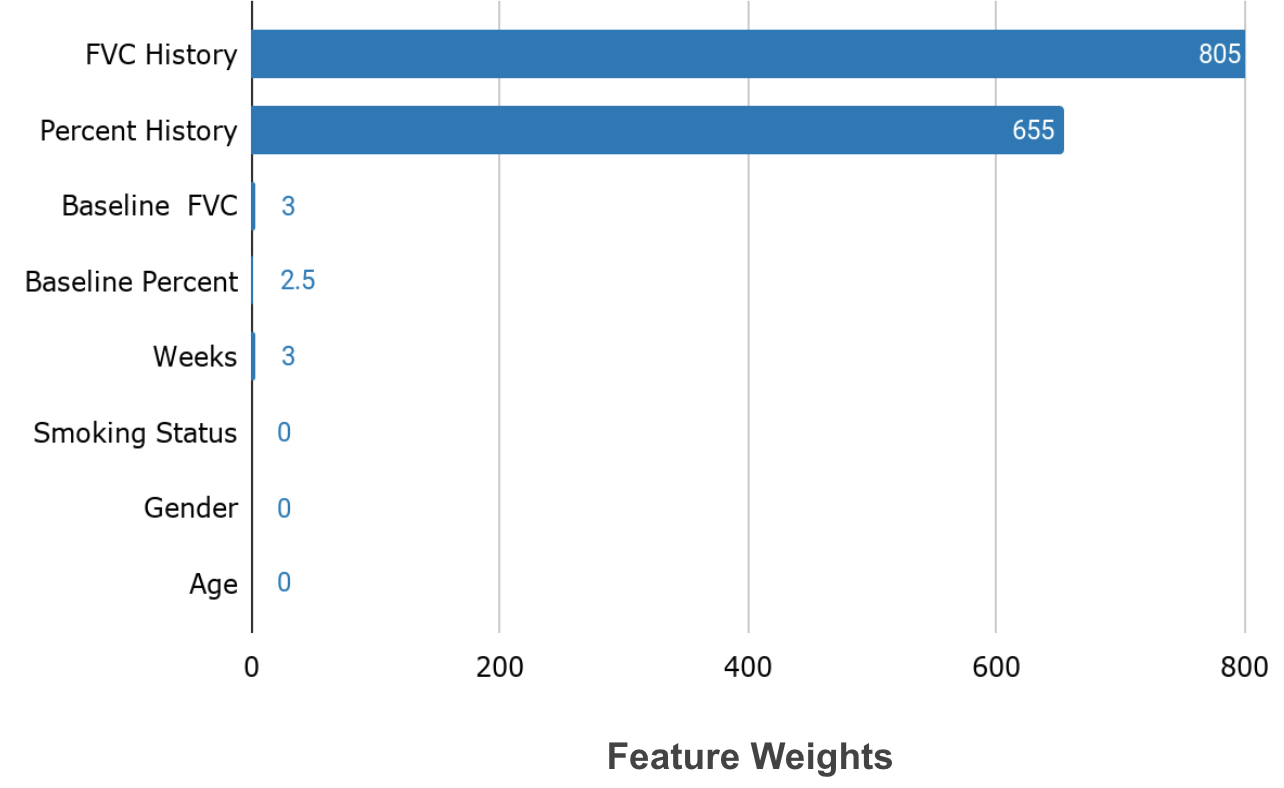 FVC History 805
Percent History 655
Baseline  FVC 3
Baseline Percent 2.5
Weeks 3
Smoking Status 0
Gender 0
Age 0
0 200 400 600 800
Feature Weights